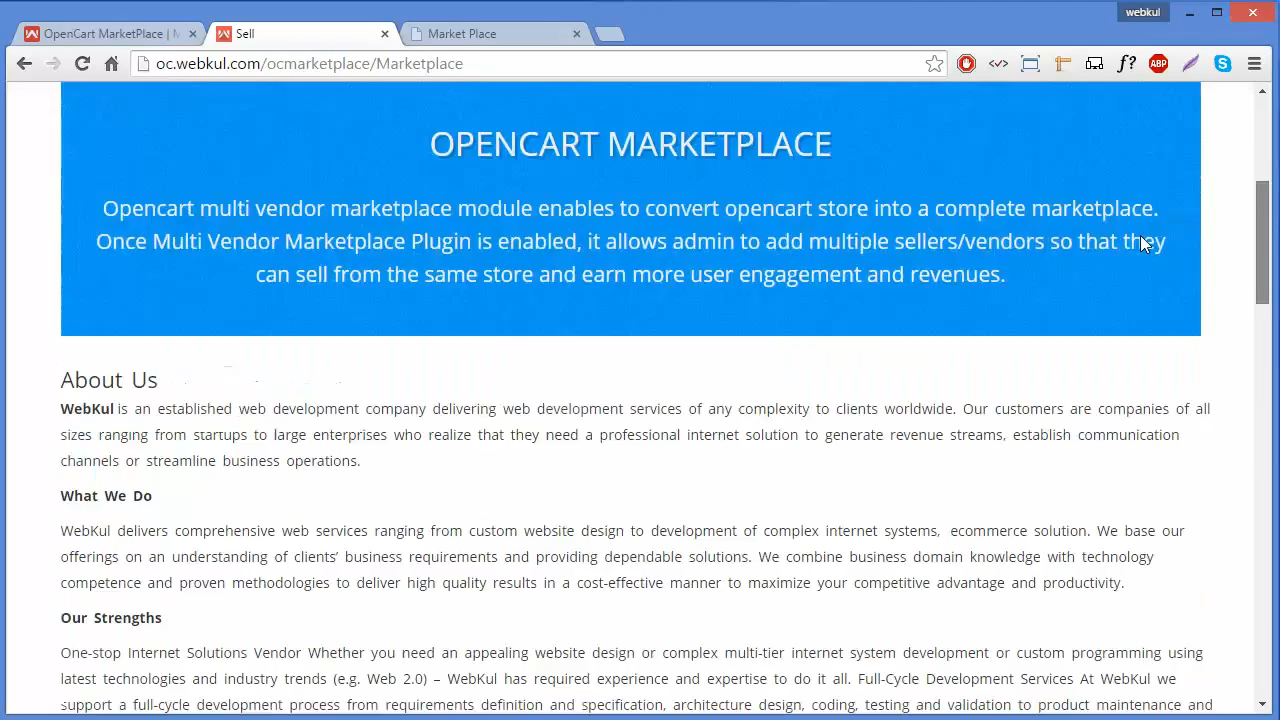 webkul
OpenCart MarketPlace | M
Sell
Market Place
oc.webkul.com/ocmarketplace/Marketplace
f?
ABP
OPENCART MARKETPLACE
Opencart multi vendor marketplace module enables to convert opencart store into a complete marketplace.
Once Multi Vendor Marketplace Plugin is enabled, it allows admin to add multiple sellers/vendors so that they
can sell from the same store and earn more user engagement and revenues.
About Us
WebKul is an established web development company delivering web development services of any complexity to clients worldwide. Our customers are companies of all
sizes ranging from startups to large enterprises who realize that they need a professional internet solution to generate revenue streams, establish communication
channels or streamline business operations.
What We Do
WebKul delivers comprehensive web services ranging from custom website design to development of complex internet systems, ecommerce solution. We base our
offerings on an understanding of clients’ business requirements and providing dependable solutions. We combine business domain knowledge with technology
competence and proven methodologies to deliver high quality results in a cost-effective manner to maximize your competitive advantage and productivity.
Our Strengths
One-stop Internet Solutions Vendor Whether you need an appealing website design or complex multi-tier internet system development or custom programming using
latest technologies and industry trends (e.g. Web 2.0) – WebKul has required experience and expertise to do it all. Full-Cycle Development Services At WebKul we
support a full-cycle development process from requirements definition and specification, architecture design, coding, testing and validation to product maintenance and